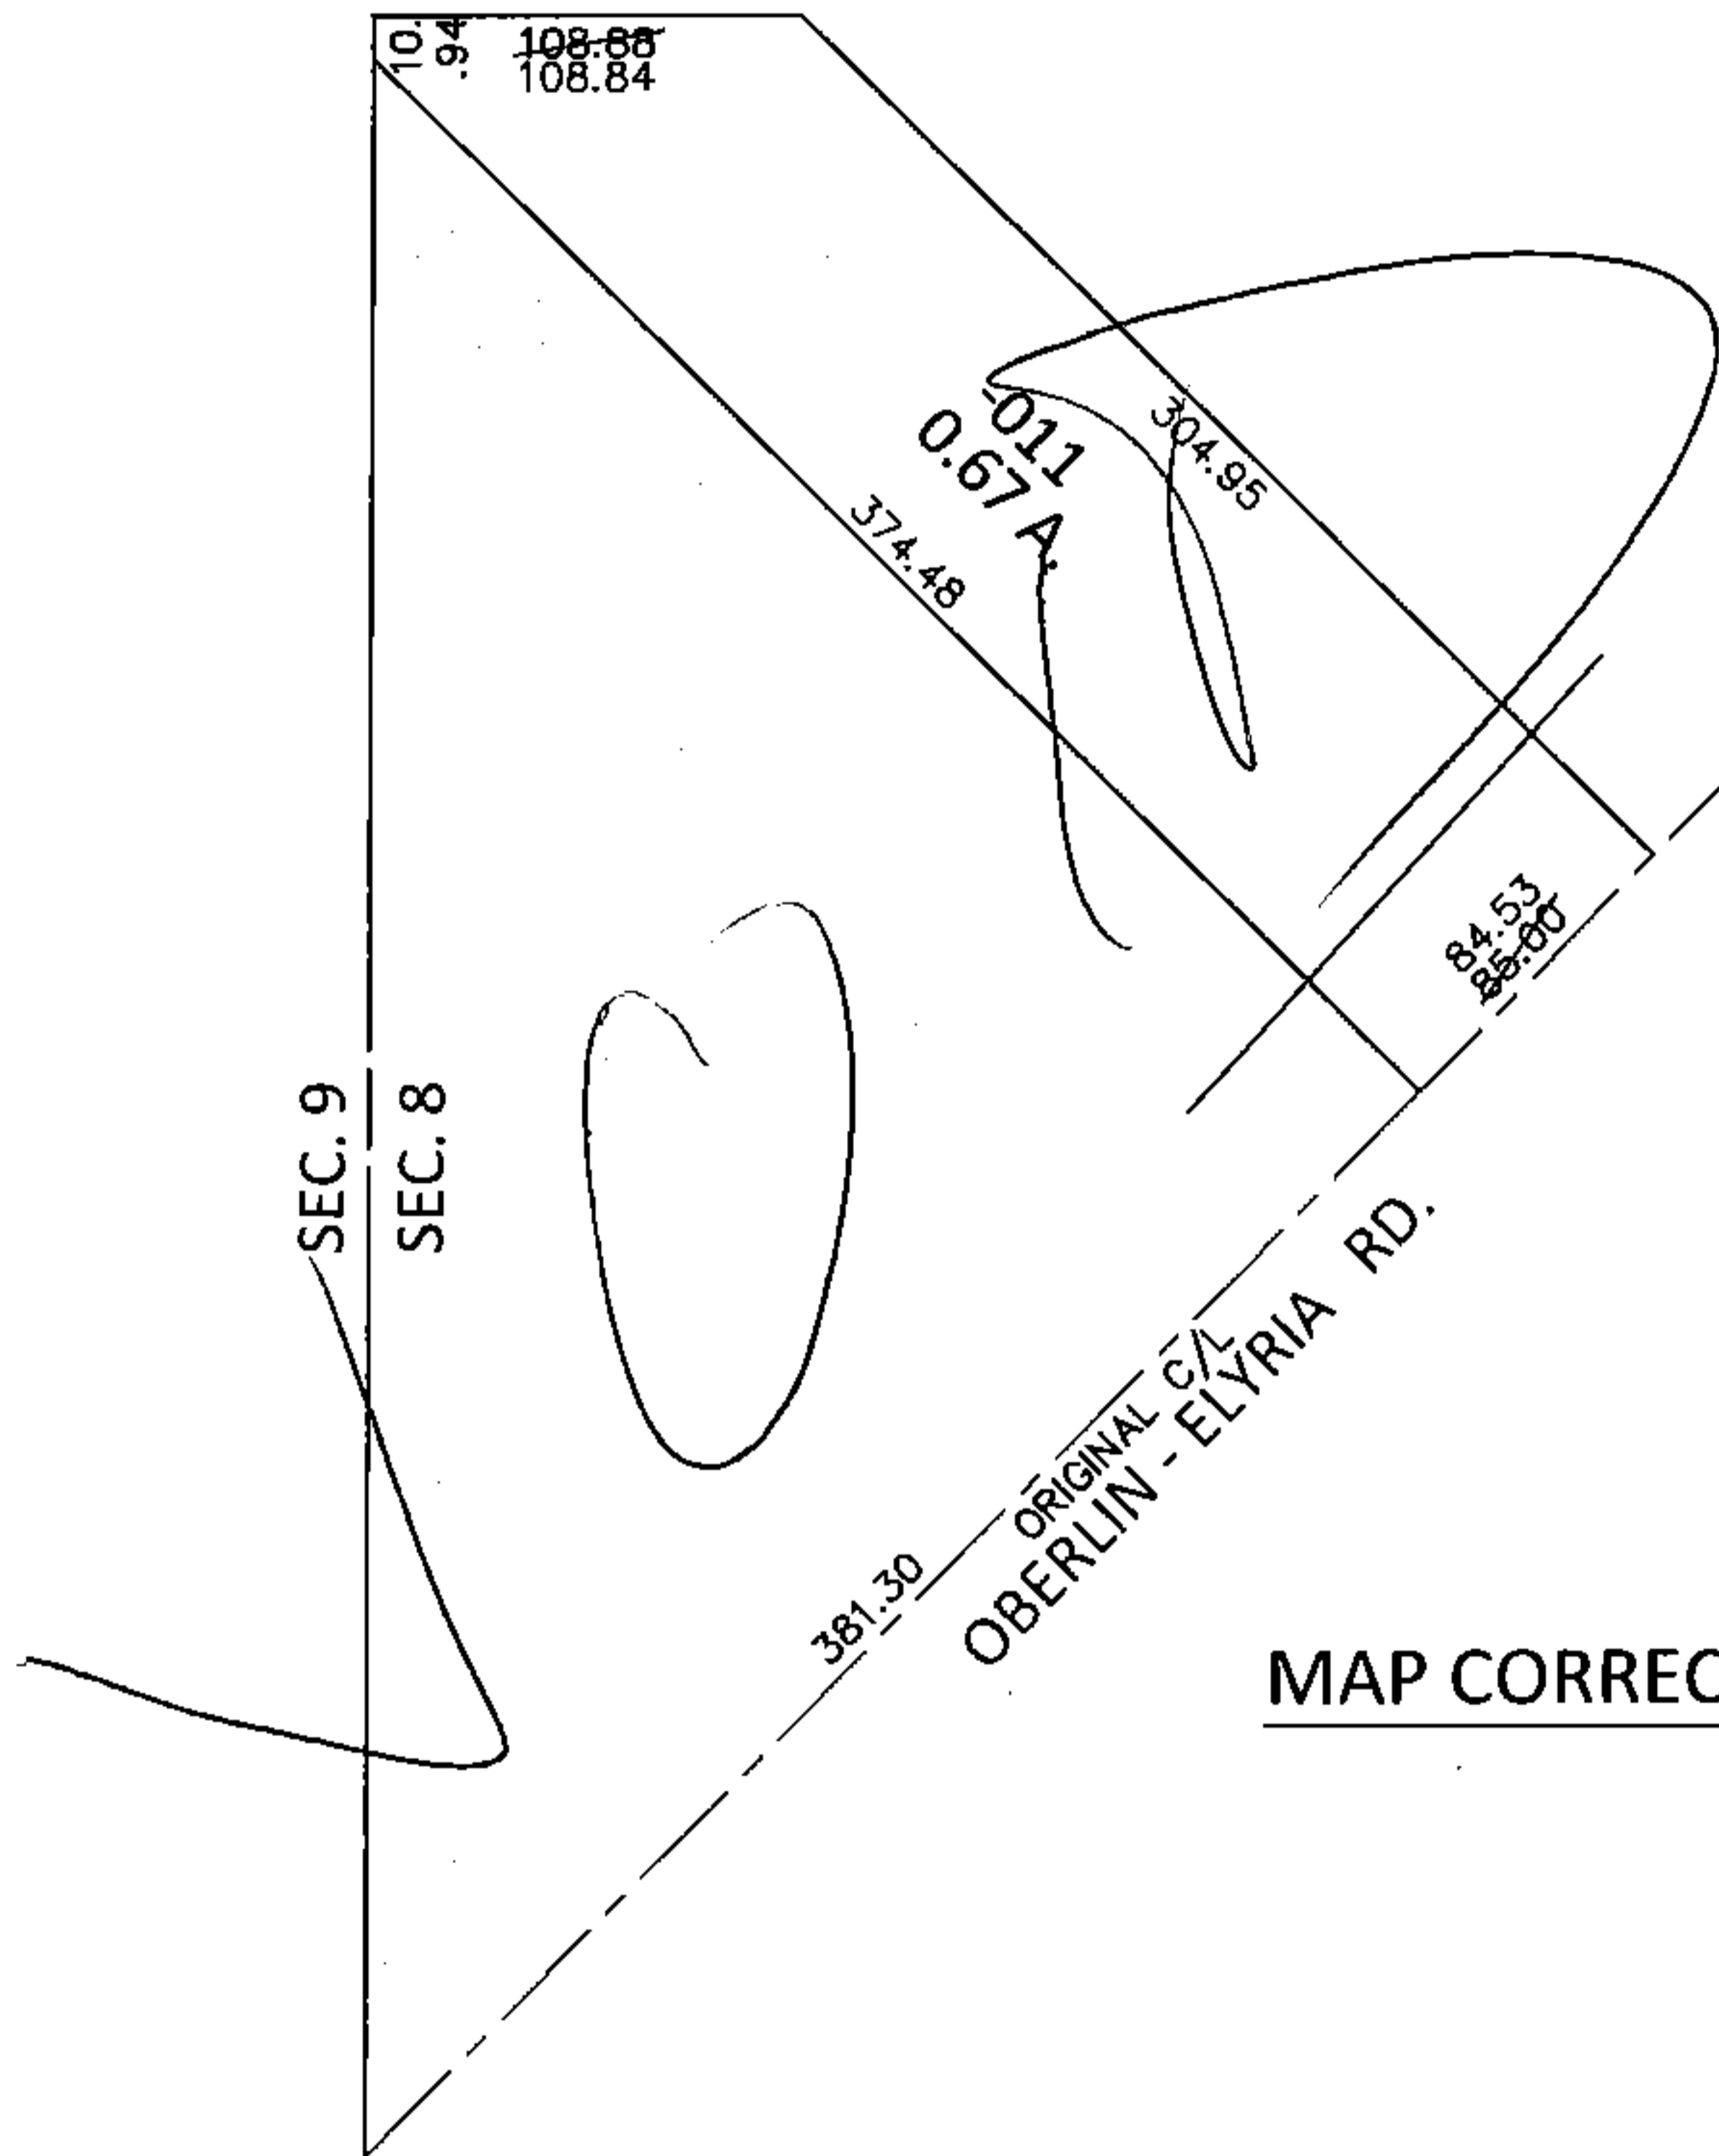 10.
.94
108.88
108.84
-011
0.67 A.
304.95
374.48
84.53
85.00
SEC. 9
SEC. 8
ORIGINAL C/L
381.30
OBERLIN - ELYRIA RD.
MAP CORREC